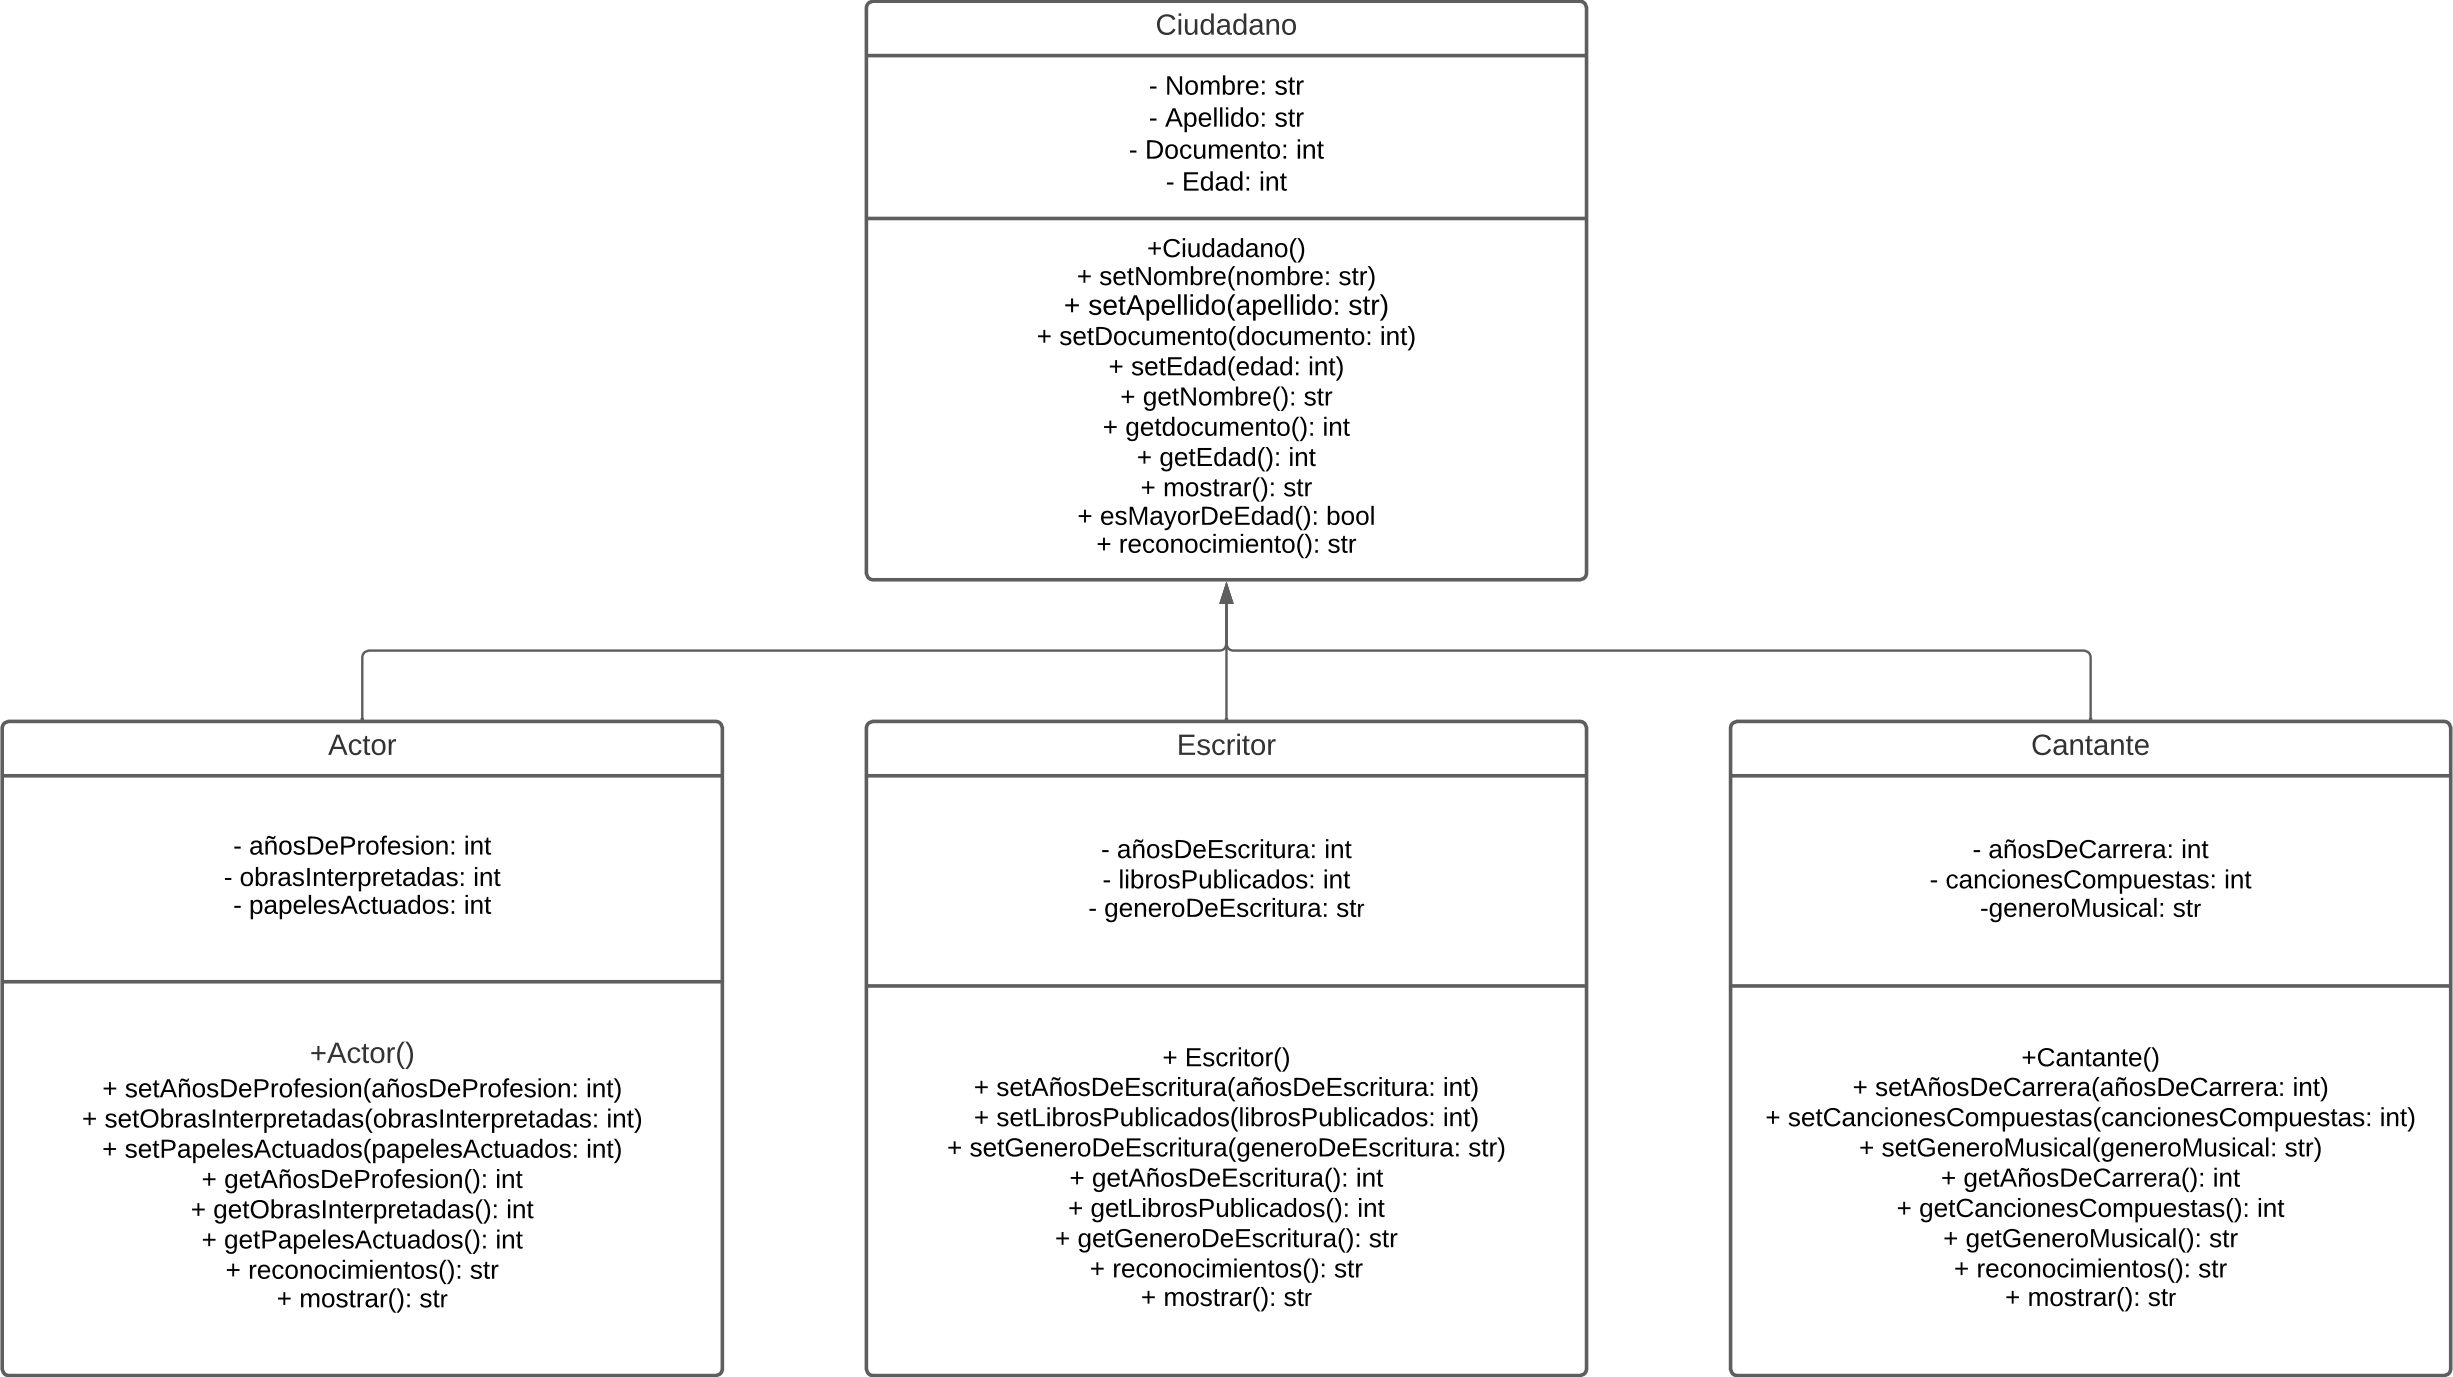 Ciudadano
- Nombre: str
- Apellido: str
- Documento: int
- Edad: int
+Ciudadano()
+ setNombre(nombre: str)
+ setApellido(apellido: str)
+ setDocumento(documento: int)
+ setEdad(edad: int)
+ getNombre(): str
+ getdocumento(): int
+ getEdad(): int
+ mostrar(): str
+ esMayorDeEdad(): bool
+ reconocimiento(): str
Actor
- añosDeProfesion: int
- obrasInterpretadas: int
- papelesActuados: int
+Actor()
+ setAñosDeProfesion(añosDeProfesion: int)
+ setObrasInterpretadas(obrasInterpretadas: int)
+ setPapelesActuados(papelesActuados: int)
+ getAñosDeProfesion(): int
+ getObrasInterpretadas(): int
+ getPapelesActuados(): int
+ reconocimientos(): str
+ mostrar(): str
Escritor
- añosDeEscritura: int
- librosPublicados: int
- generoDeEscritura: str
+ Escritor()
+ setAñosDeEscritura(añosDeEscritura: int)
+ setLibrosPublicados(librosPublicados: int)
+ setGeneroDeEscritura(generoDeEscritura: str)
+ getAñosDeEscritura(): int
+ getLibrosPublicados(): int
+ getGeneroDeEscritura(): str
+ reconocimientos(): str
+ mostrar(): str
Cantante
- añosDeCarrera: int
- cancionesCompuestas: int
-generoMusical: str
+Cantante()
+ setAñosDeCarrera(añosDeCarrera: int)
+ setCancionesCompuestas(cancionesCompuestas: int)
+ setGeneroMusical(generoMusical: str)
+ getAñosDeCarrera(): int
+ getCancionesCompuestas(): int
+ getGeneroMusical(): str
+ reconocimientos(): str
+ mostrar(): str